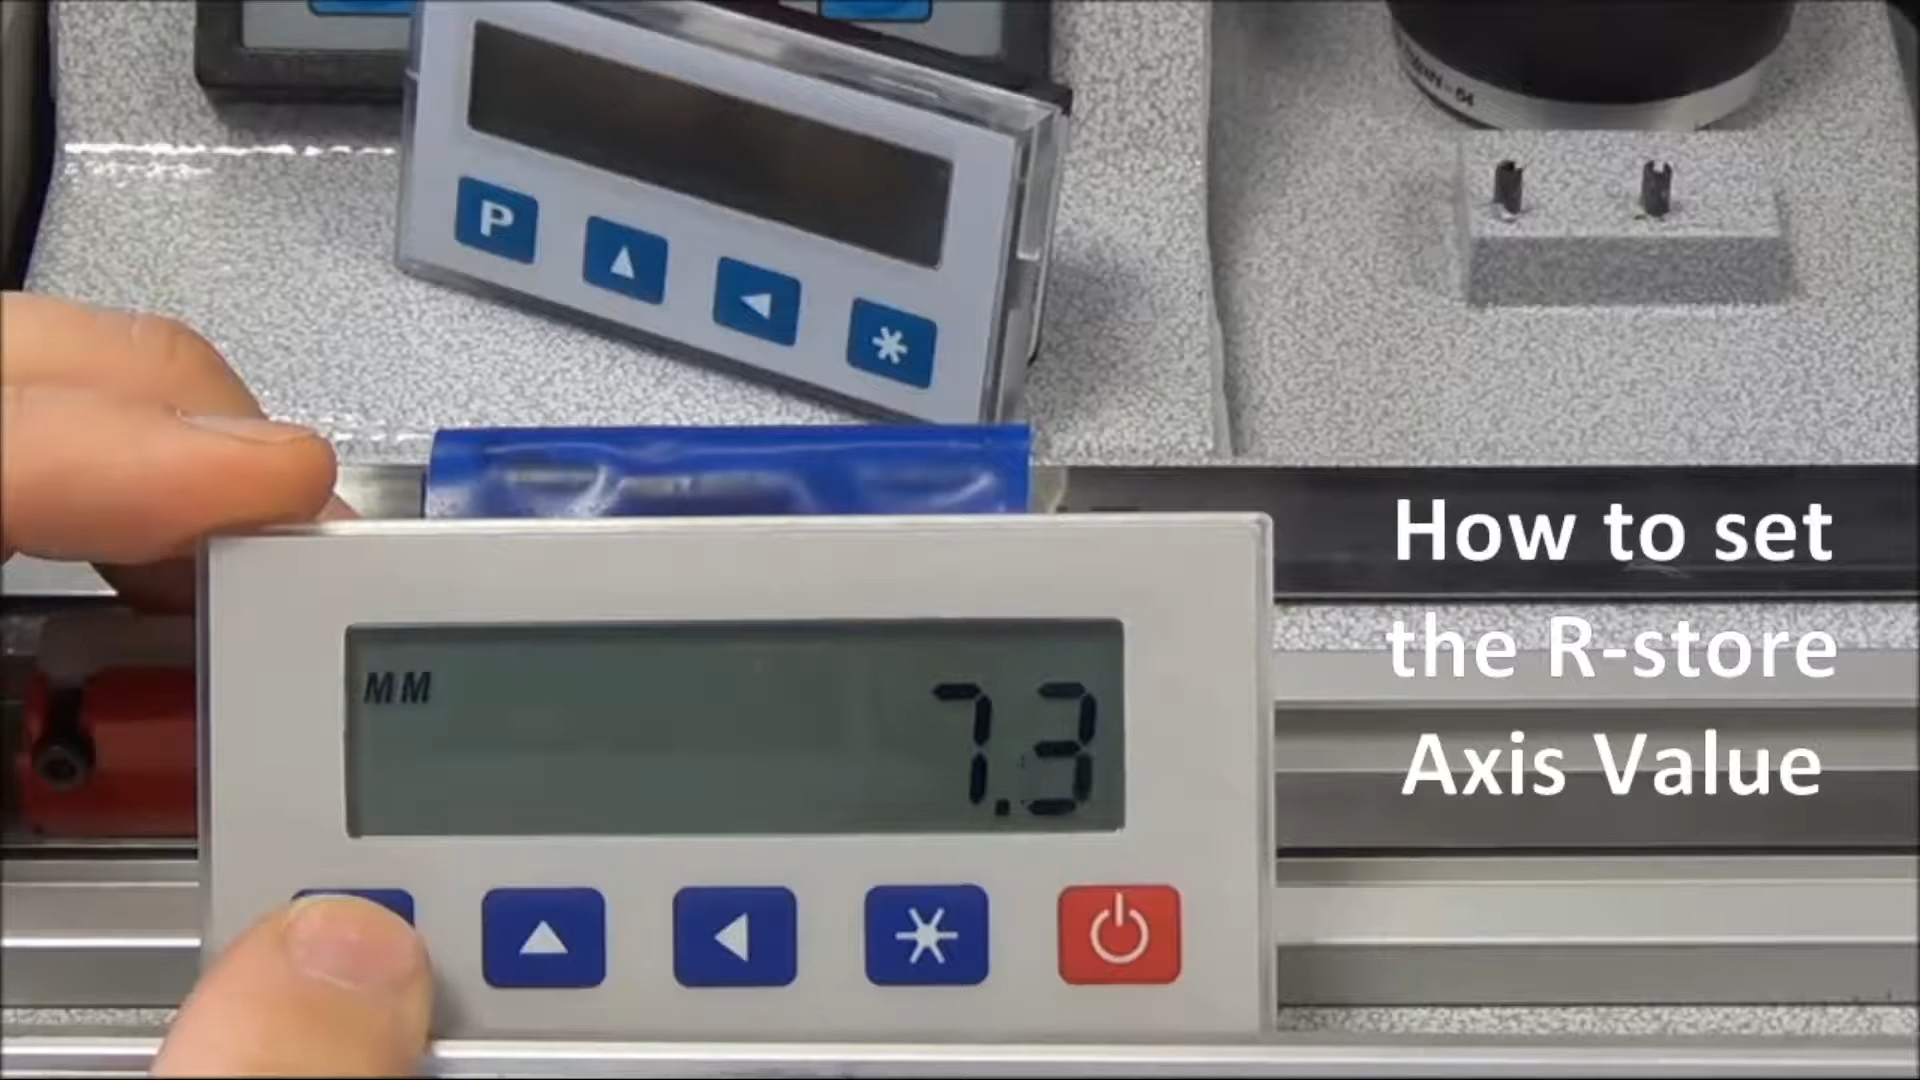 P
MM
7.3
How to set
the R-store
Axis Value